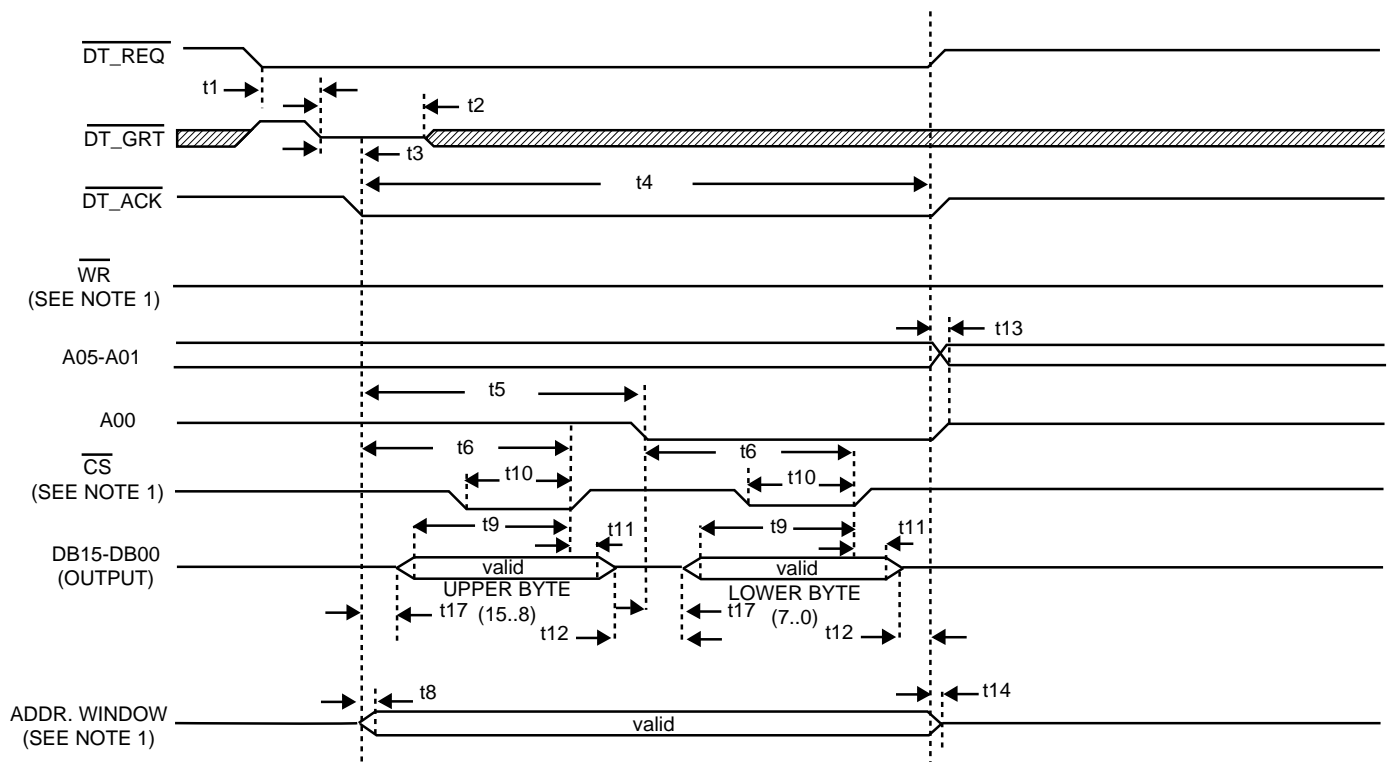 DT_REQ
t1
t2
DT_GRT
t3
t4
DT_ACK
WR
(SEE NOTE 1)
t13
A05-A01
t5
A00
t6
t6
CS
(SEE NOTE 1)
t10
t10
t9
t11
t9
t11
DB15-DB00
(OUTPUT)
valid
valid
UPPER BYTE
(15..8)
LOWER BYTE
(7..0)
t17
t17
t12
t12
t8
t14
ADDR. WINDOW
(SEE NOTE 1)
valid